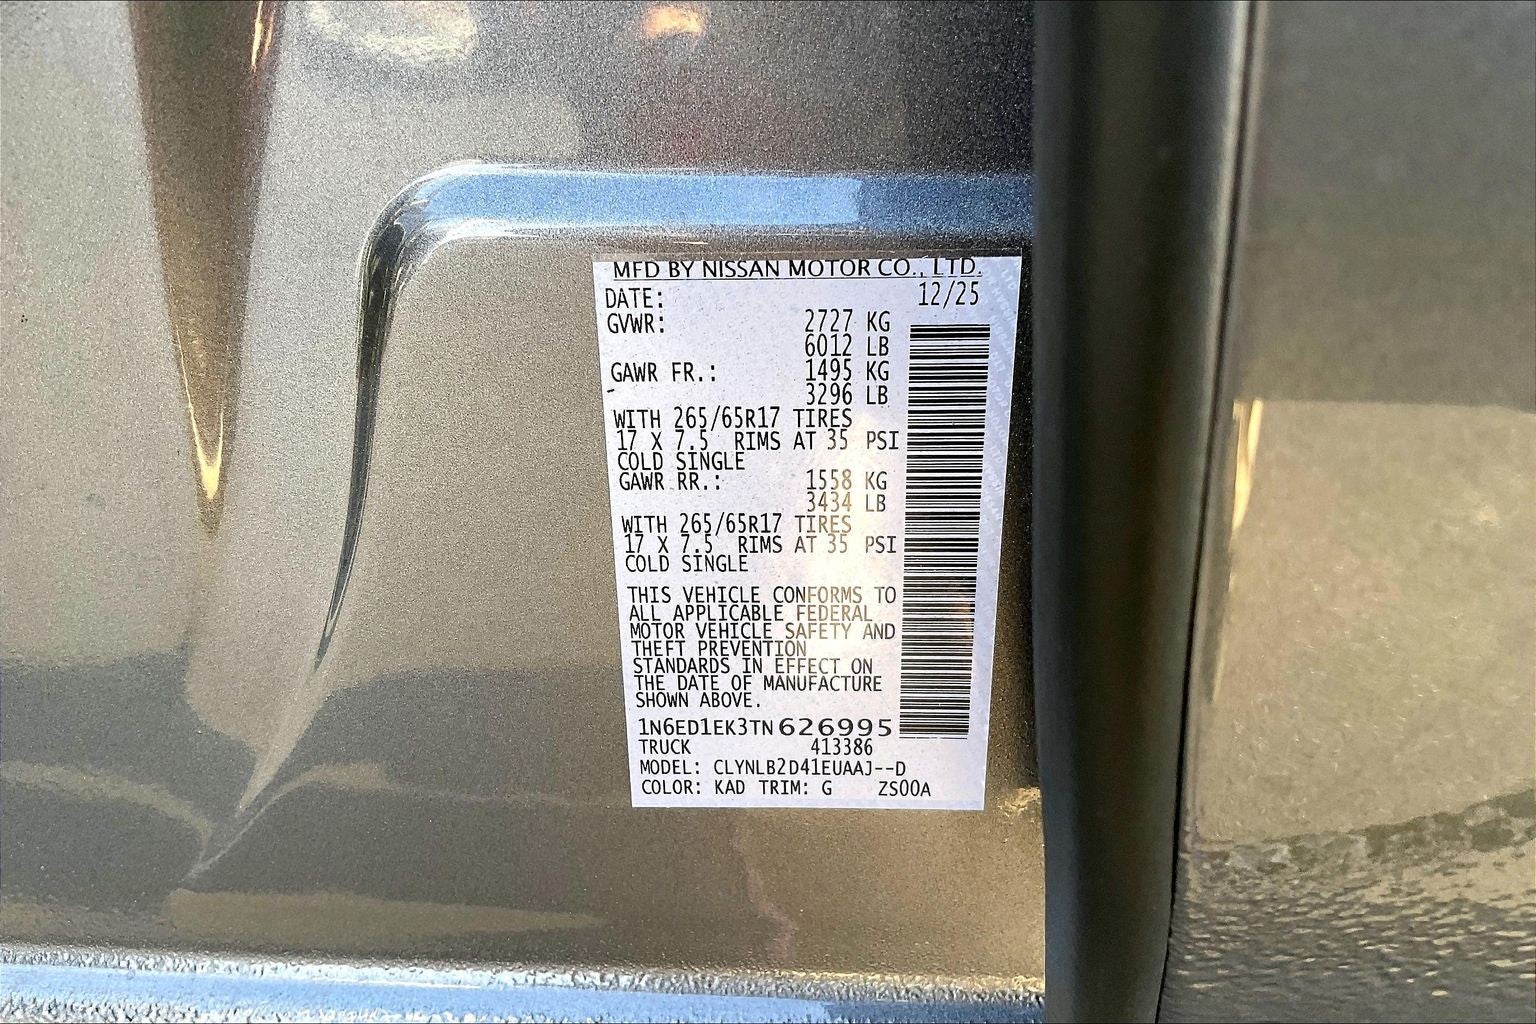 MFD BY NISSAN MOTOR CO., LTD.
DATE: 12/25
GVWR: 2727 KG
6012 LB
GAWR FR.: 1495 KG
3296 LB
WITH 265/65R17 TIRES
17 X 7.5 RIMS AT 35 PSI
COLD SINGLE
GAWR RR.: 1558 KG
3434 LB
WITH 265/65R17 TIRES
17 X 7.5 RIMS AT 35 PSI
COLD SINGLE
THIS VEHICLE CONFORMS TO
ALL APPLICABLE FEDERAL
MOTOR VEHICLE SAFETY AND
THEFT PREVENTION
STANDARDS IN EFFECT ON
THE DATE OF MANUFACTURE
SHOWN ABOVE.
1N6ED1EK3TN626995
TRUCK 413386
MODEL: CLYNLB2D41EUAAJ--D
COLOR: KAD TRIM: G ZS00A